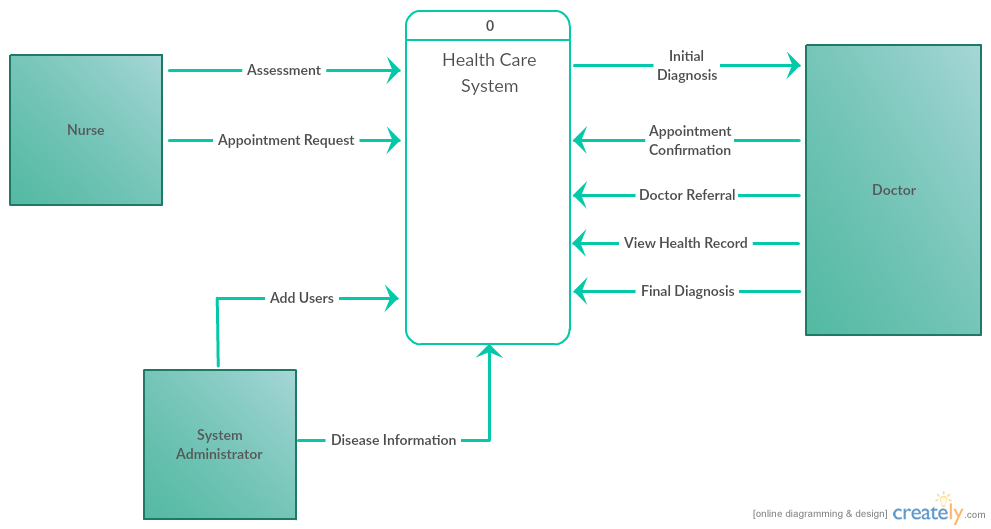 0
Health Care
System
Nurse
Assessment
Appointment Request
Initial
Diagnosis
Appointment
Confirmation
Doctor Referral
View Health Record
Final Diagnosis
Doctor
Add Users
System
Administrator
Disease Information
[online diagramming & design] creately.com